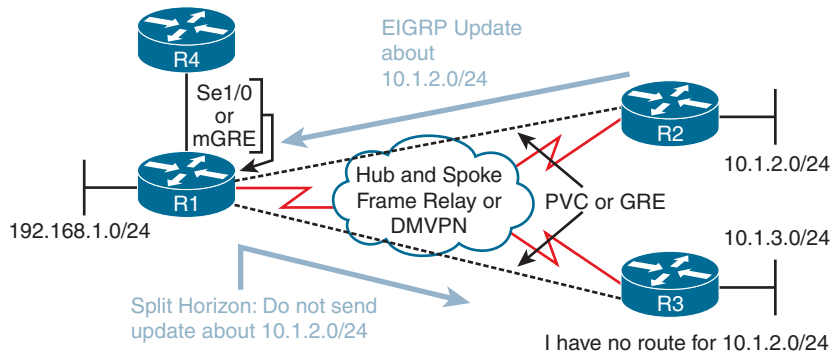 EIGRP Update
about
10.1.2.0/24
R4
Se1/0
or
mGRE
R2
10.1.2.0/24
Hub and Spoke
Frame Relay or
DMVPN
PVC or GRE
R1
192.168.1.0/24
10.1.3.0/24
R3
Split Horizon: Do not send
update about 10.1.2.0/24
I have no route for 10.1.2.0/24